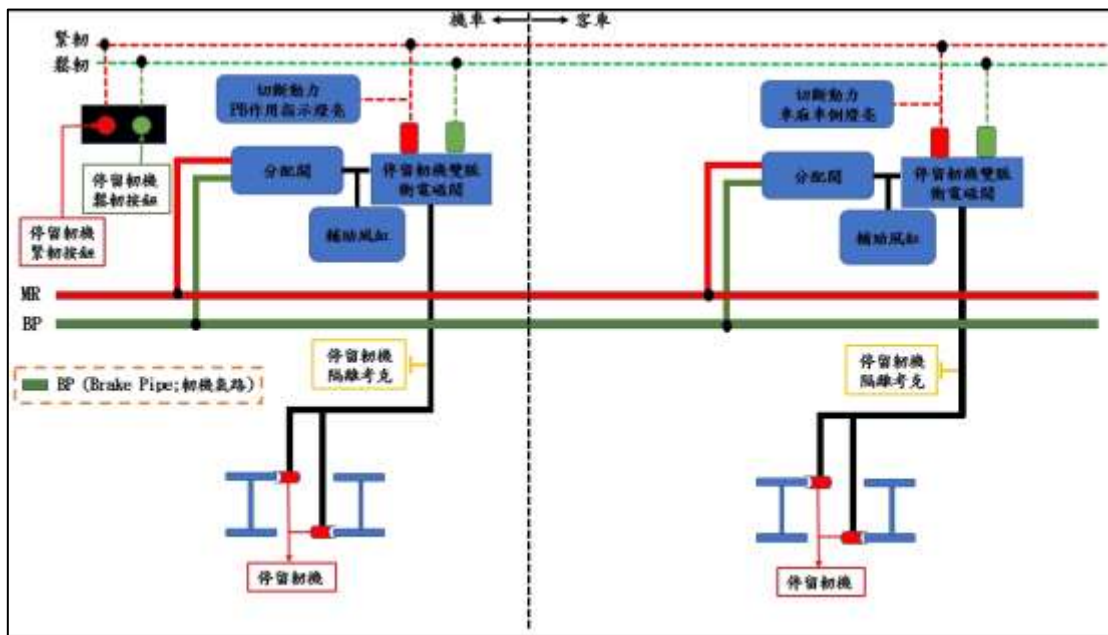 機車 客車
緊軔
鬆軔
切斷動力
PB作用指示燈亮
切斷動力
車廂車側燈亮
分配閥
停留軔機雙脈
衝電磁閥
分配閥
停留軔機雙脈
衝電磁閥
停留軔機
鬆軔按鈕
停留軔機
緊軔按鈕
輔助風缸
輔助風缸
MR
BP
停留軔機
隔離考克
停留軔機
隔離考克
BP (Brake Pipe;軔機氣路)
停留軔機
停留軔機